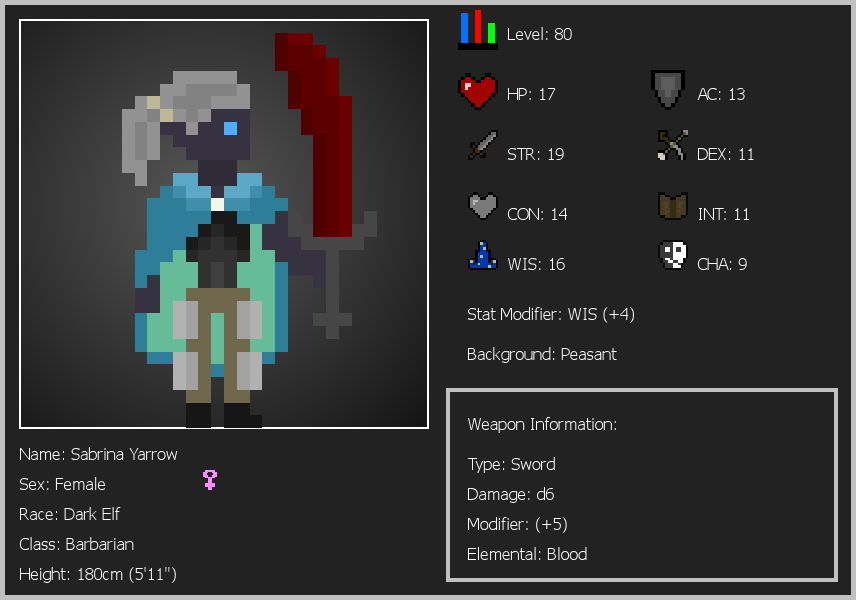 Level: 80
HP: 17
AC: 13
STR: 19
DEX: 11
CON: 14
INT: 11
WIS: 16
CHA: 9
Stat Modifier: WIS (+4)
Background: Peasant
Weapon Information:
Type: Sword
Damage: d6
Modifier: (+5)
Elemental: Blood
Name: Sabrina Yarrow
Sex: Female
Race: Dark Elf
Class: Barbarian
Height: 180cm (5'11")